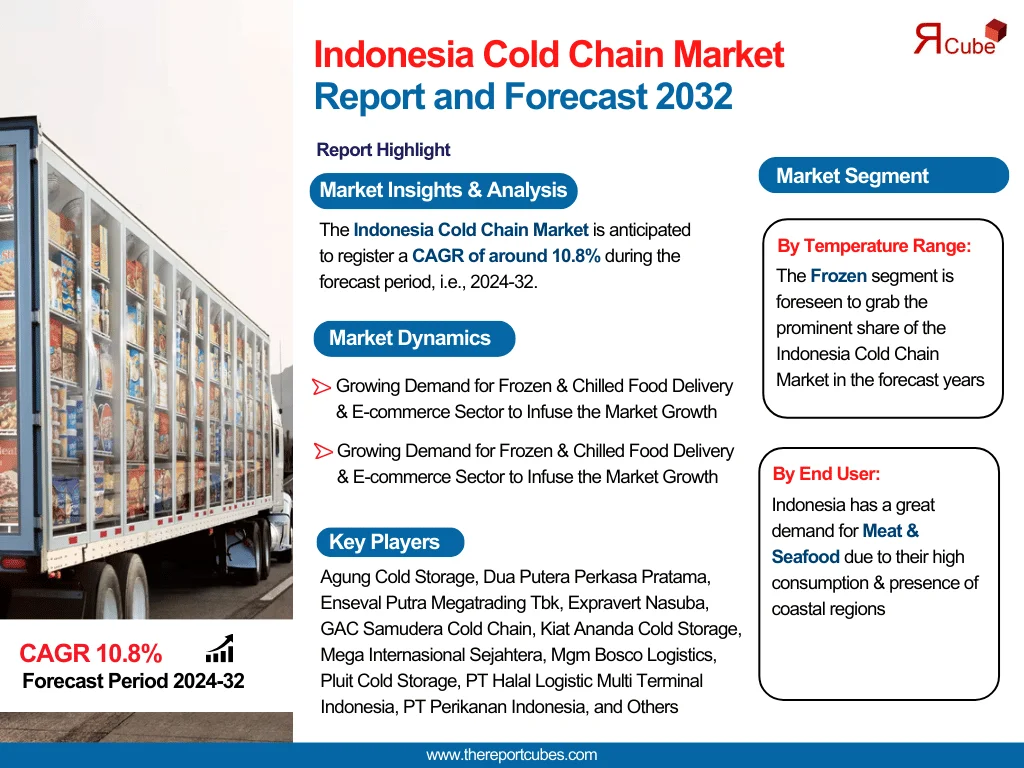 Indonesia Cold Chain Market
Report and Forecast 2032
Я Cube
Report Highlight
Market Insights & Analysis
The Indonesia Cold Chain Market is anticipated
to register a CAGR of around 10.8% during the
forecast period, i.e., 2024-32.
Market Dynamics
Growing Demand for Frozen & Chilled Food Delivery
& E-commerce Sector to Infuse the Market Growth
Growing Demand for Frozen & Chilled Food Delivery
& E-commerce Sector to Infuse the Market Growth
Key Players
Agung Cold Storage, Dua Putera Perkasa Pratama,
Enseval Putra Megatrading Tbk, Expravert Nasuba,
GAC Samudera Cold Chain, Kiat Ananda Cold Storage,
Mega Internasional Sejahtera, Mgm Bosco Logistics,
Pluit Cold Storage, PT Halal Logistic Multi Terminal
Indonesia, PT Perikanan Indonesia, and Others
Market Segment
By Temperature Range:
The Frozen segment is
foreseen to grab the
prominent share of the
Indonesia Cold Chain
Market in the forecast years
By End User:
Indonesia has a great
demand for Meat &
Seafood due to their high
consumption & presence of
coastal regions
CAGR 10.8%
Forecast Period 2024-32
www.thereportcubes.com